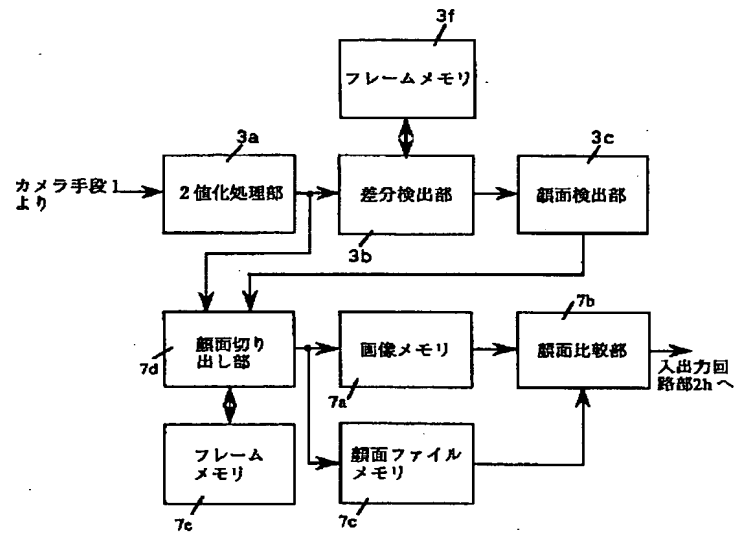 3f
フレームメモリ
3a
3c
カメラ手段1
より
2値化処理部
差分検出部
顔面検出部
3b
7b
顔面切り
出し部
画像メモリ
顔面比較部
7d
7a
入出力回
路部2hへ
フレーム
メモリ
顔面ファイル
メモリ
7e
7c